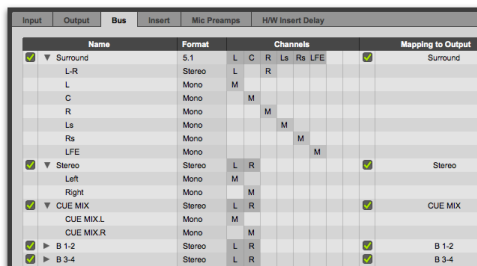 Input Output Bus Insert Mic Preamps H/W Insert Delay
Name Format Channels Mapping to Output
Surround 5.1 L C R Ls Rs LFE Surround
L-R Stereo L R
L Mono M
C Mono M
R Mono M
Ls Mono M
Rs Mono M
LFE Mono M
Stereo Stereo L R Stereo
Left Mono M
Right Mono M
CUE MIX Stereo L R CUE MIX
CUE MIX.L Mono M
CUE MIX.R Mono M
B 1-2 Stereo L R B 1-2
B 3-4 Stereo L R B 3-4